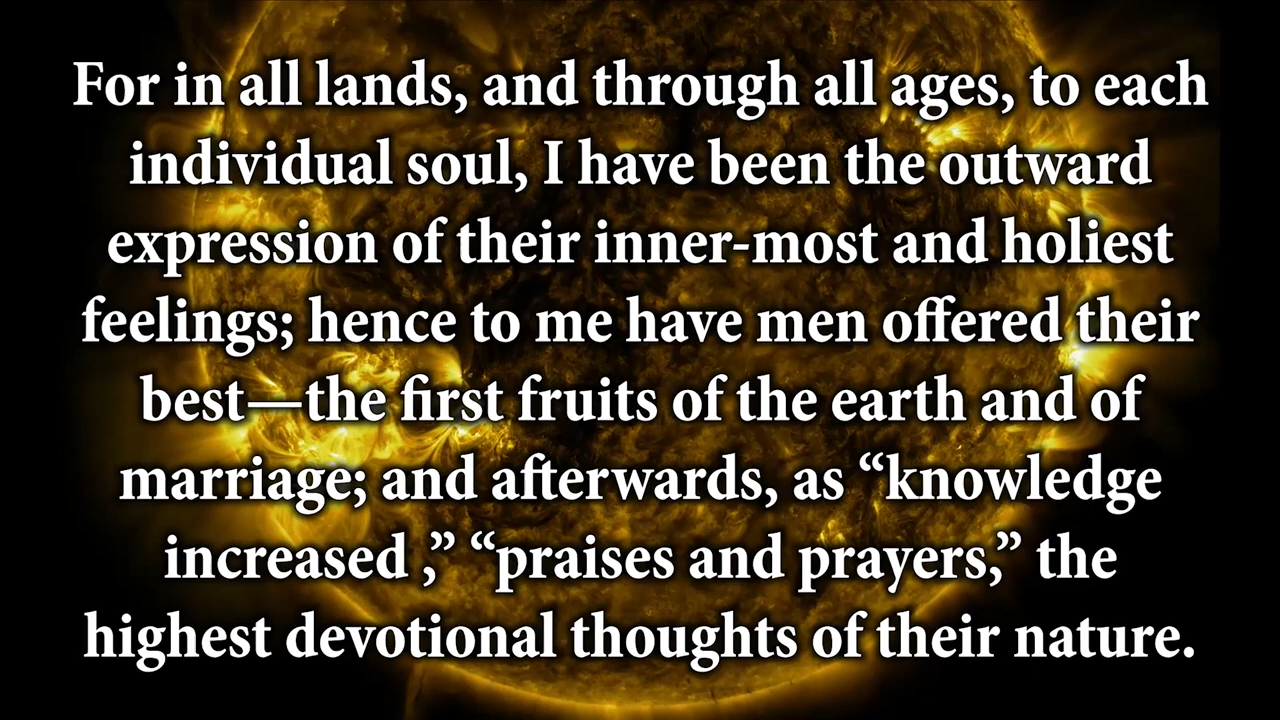 For in all lands, and through all ages, to each
individual soul, I have been the outward
expression of their inner-most and holiest
feelings; hence to me have men offered their
best—the first fruits of the earth and of
marriage; and afterwards, as “knowledge
increased ,” “praises and prayers,” the
highest devotional thoughts of their nature.